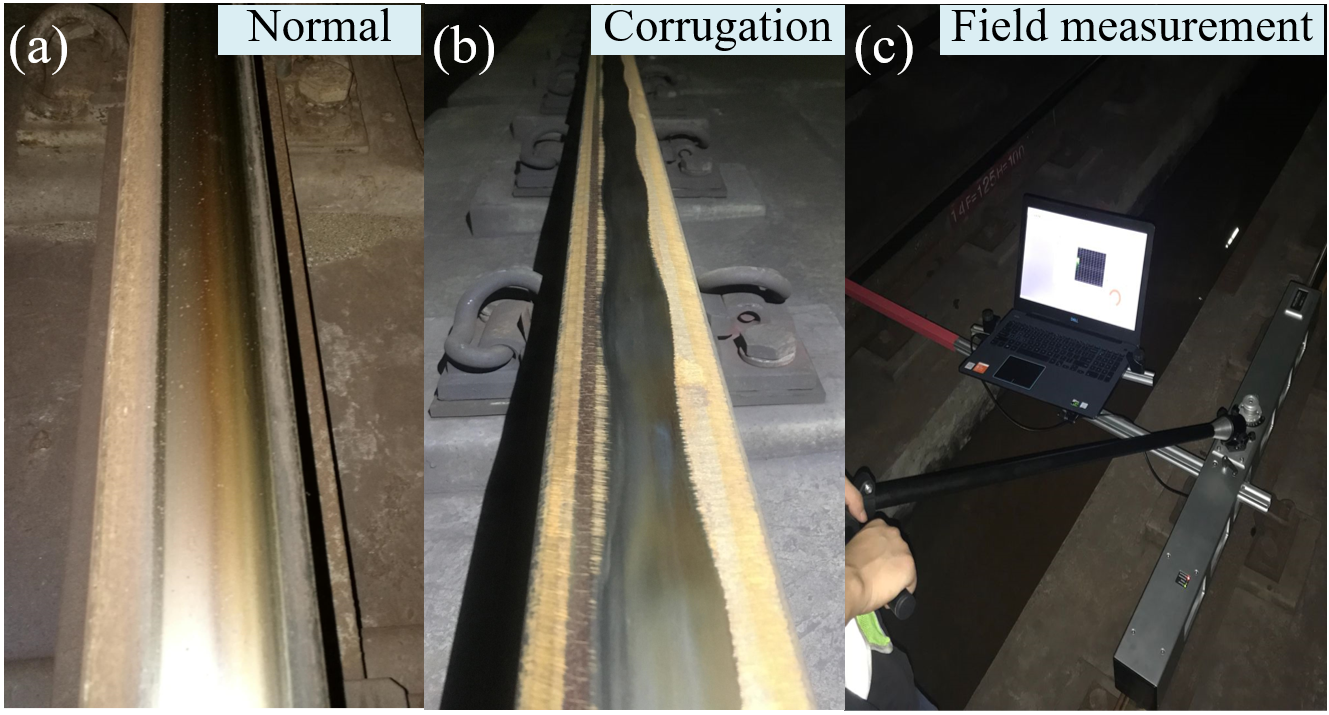 (a)
Normal
(b)
Corrugation
(c)
Field measurement